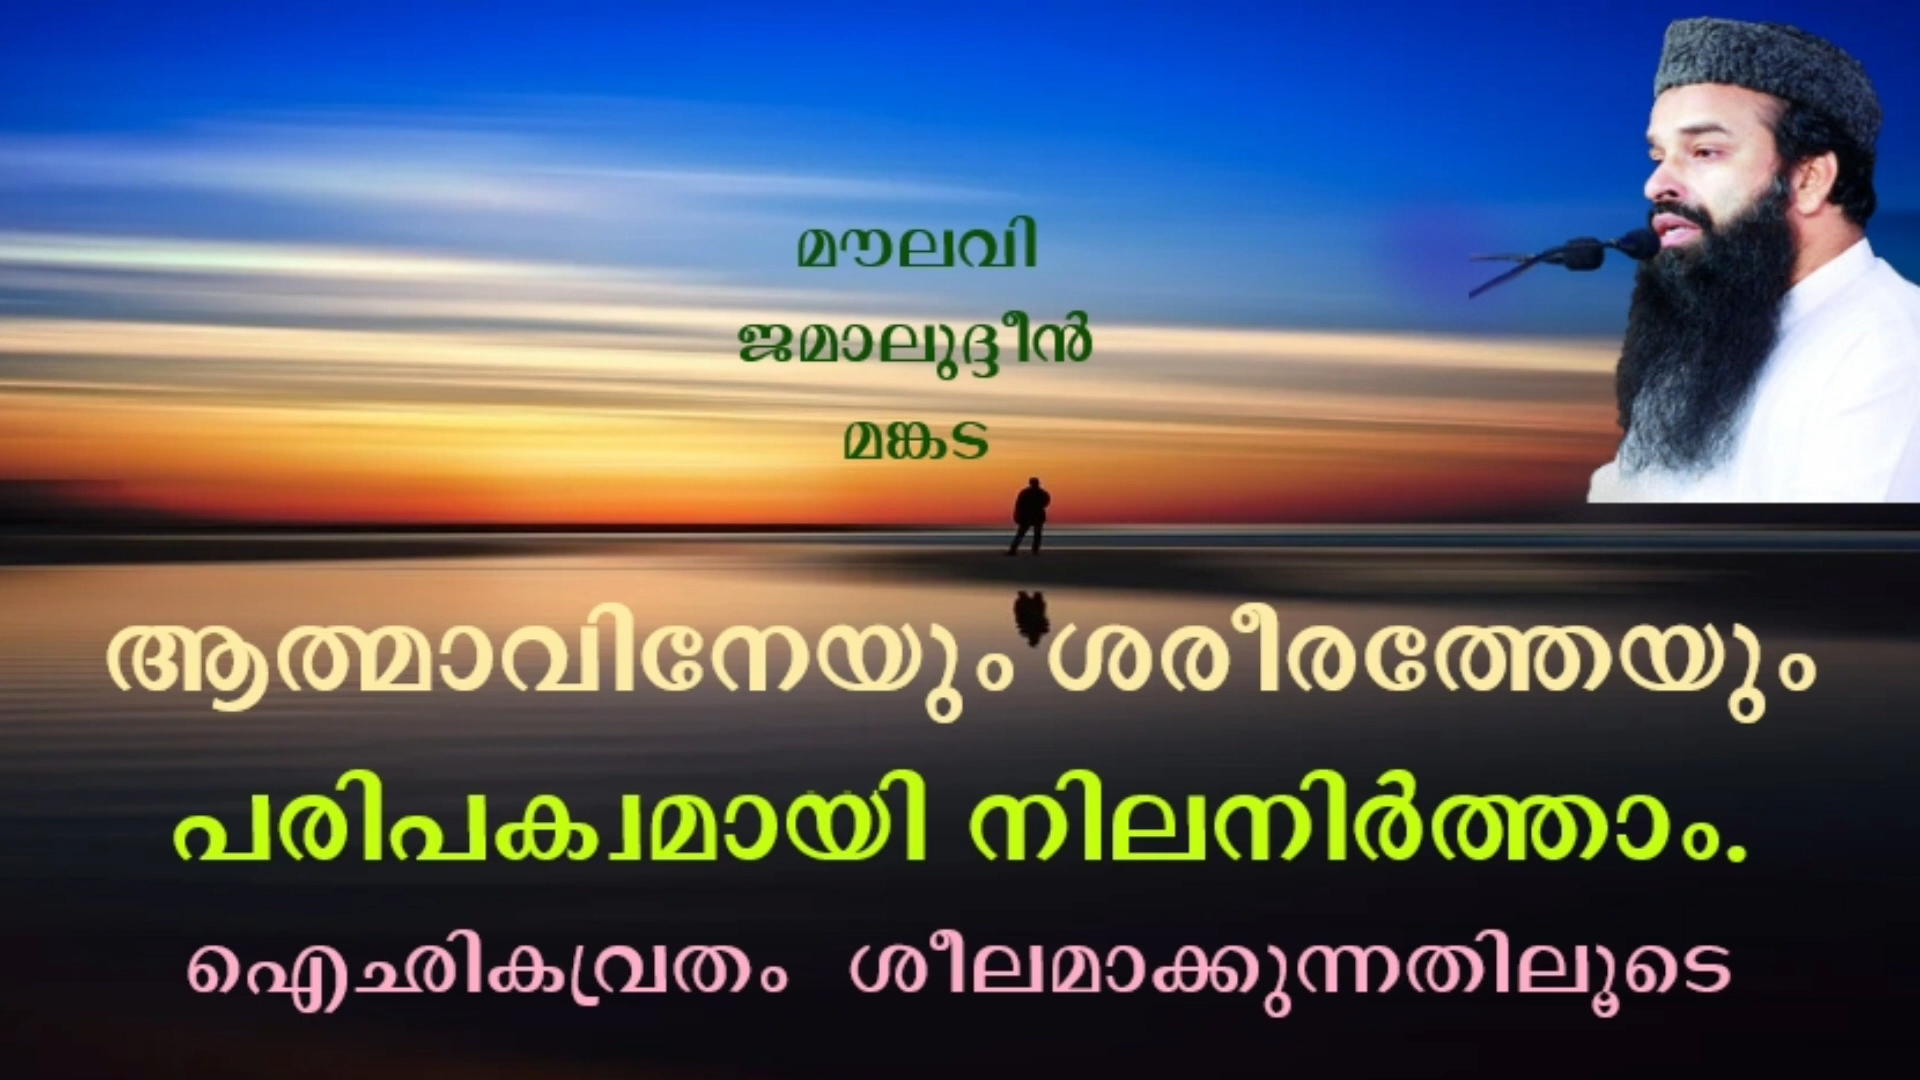 മൗലവി
ജമാലുദ്ദീൻ
മങ്കട
ആത്മാവിനേയും ശരീരത്തേയും
പരിപക്വമായി നിലനിർത്താം.
ഐഛികവ്രതം ശീലമാക്കുന്നതിലൂടെ